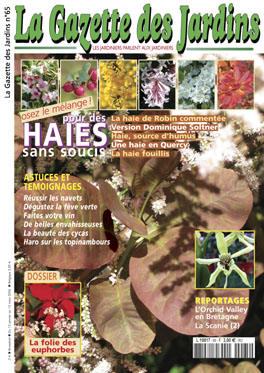 La Gazette des Jardins n°65
La Gazette des Jardins
LES JARDINIERS PARLENT AUX JARDINIERS
osez le mélange !
pour des
HAIES
sans soucis
La haie de Robin commentée
Version Dominique Soltner
Haie, source d'humus
Une haie en Quercy
La haie fouillis
ASTUCES ET
TEMOIGNAGES
Réussir les navets
Dégustez la fève verte
Faites votre vin
De belles envahisseuses
La beauté des cycas
Haro sur les topinambours
DOSSIER
La folie des
euphorbes
REPORTAGES
L'Orchid Valley
en Bretagne
La Scanie (2)